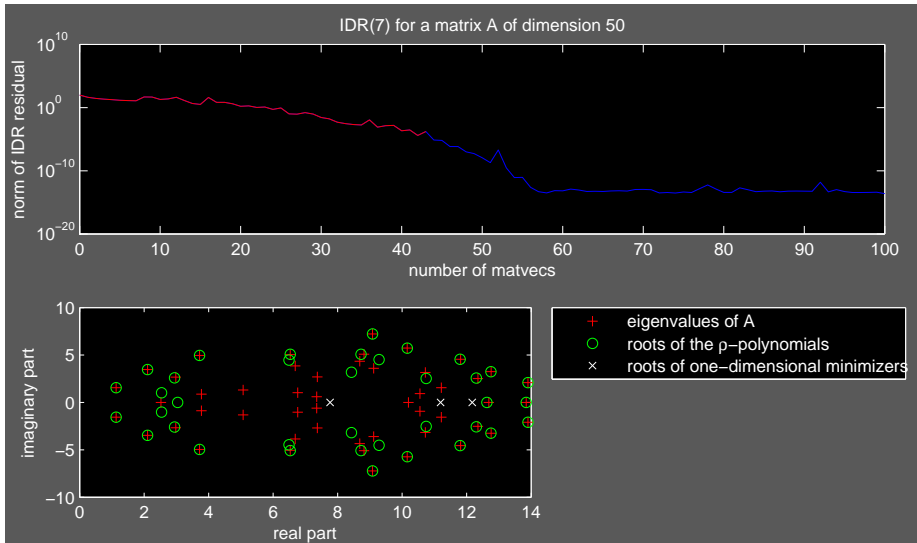 IDR(7) for a matrix A of dimension 50
norm of IDR residual
10^10
10^0
10^−10
10^−20
0 10 20 30 40 50 60 70 80 90 100
number of matvecs
imaginary part
10
5
0
−5
−10
0 2 4 6 8 10 12 14
real part
eigenvalues of A
roots of the ρ−polynomials
roots of one−dimensional minimizers